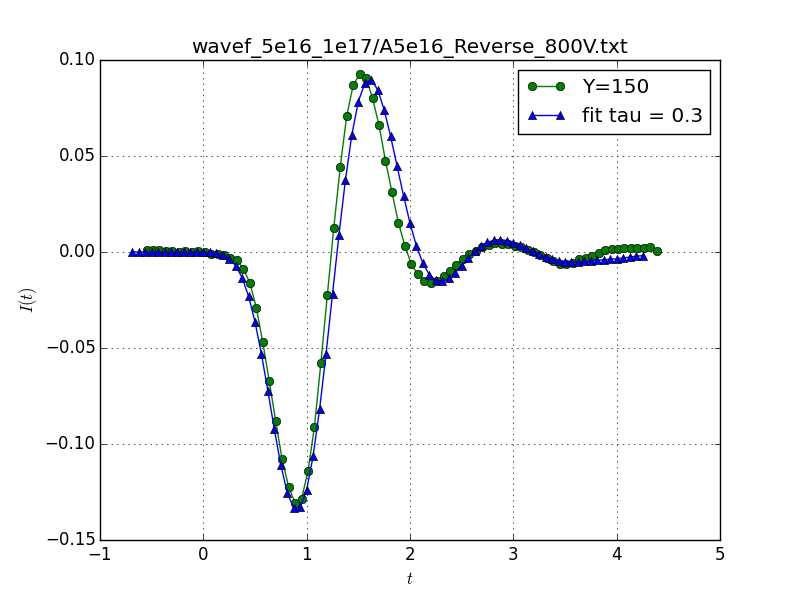 wavef_5e16_1e17/A5e16_Reverse_800V.txt
0.10
Y=150
fit tau = 0.3
0.05
0.00
I(t)
−0.05
−0.10
−0.15
−1 0 1 2 3 4 5
t